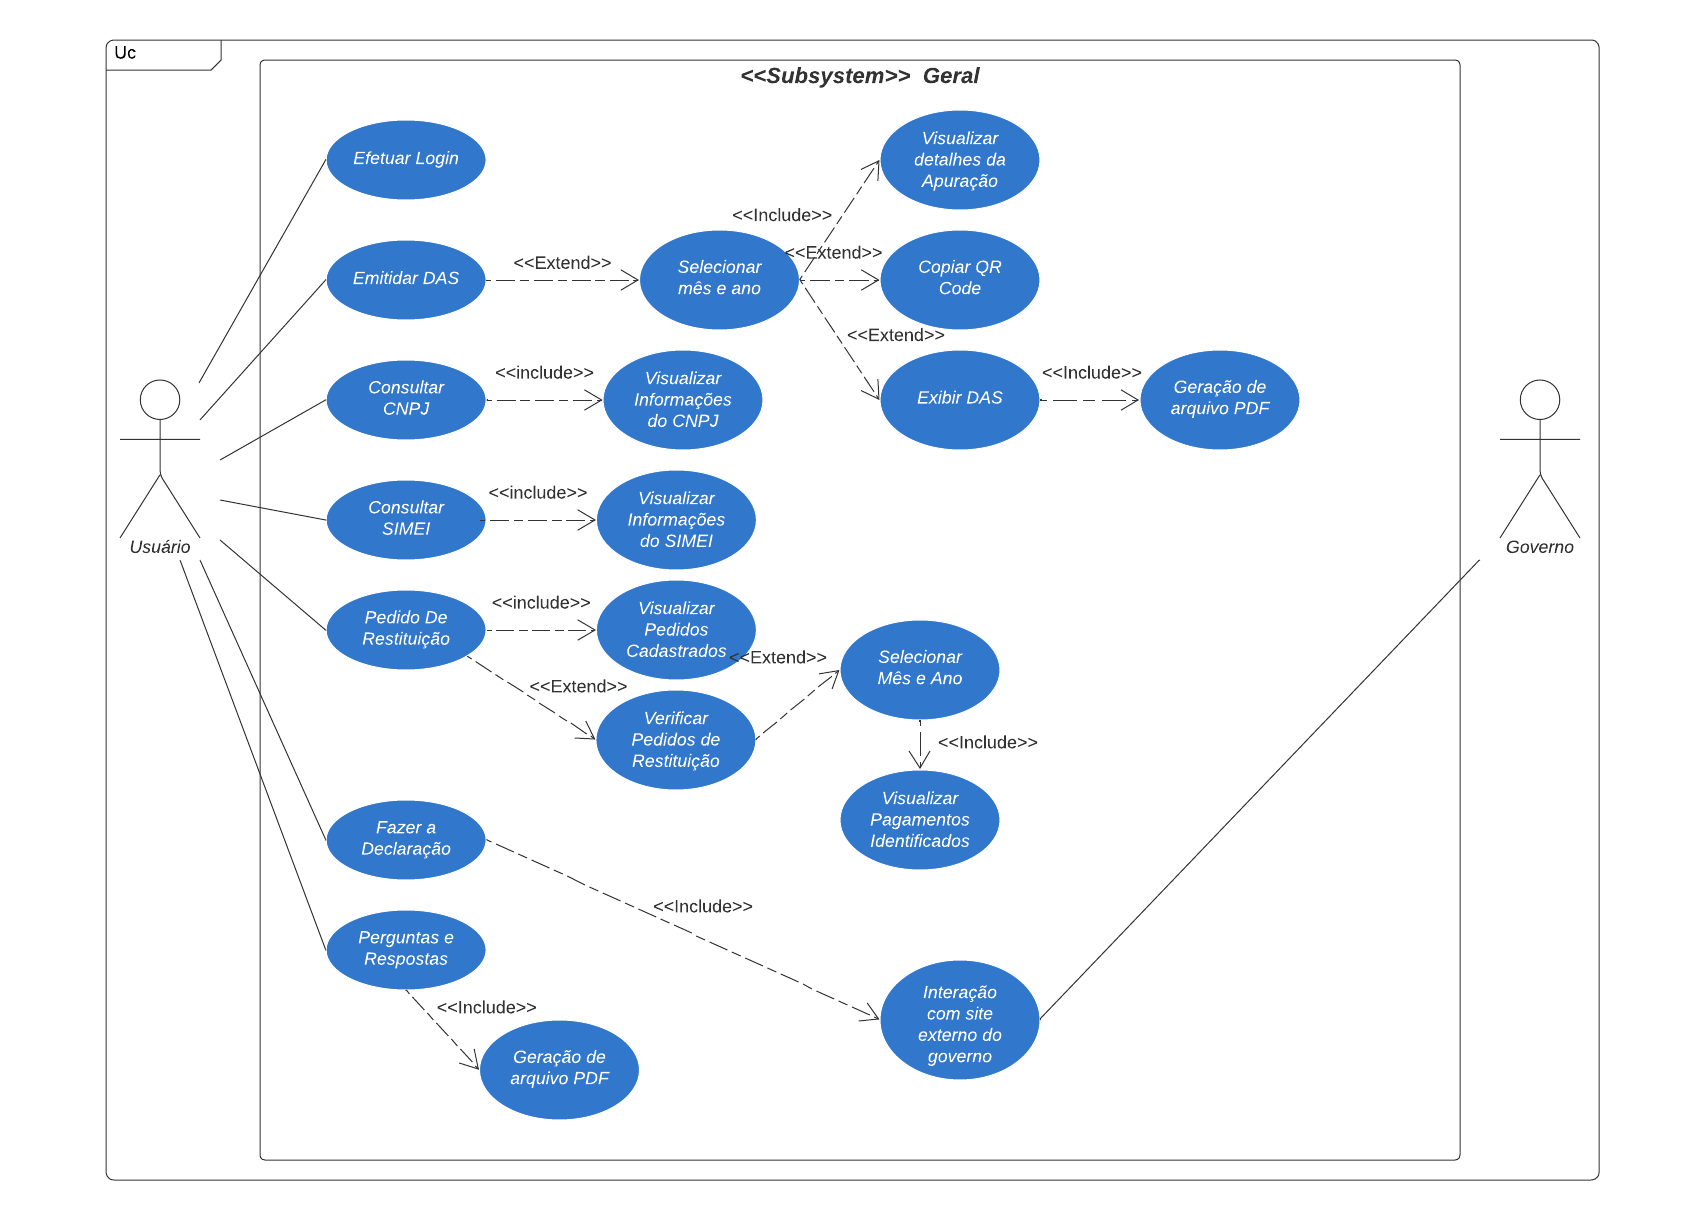 Uc
<<Subsystem>>  Geral
Efetuar Login
Visualizar
detalhes da
Apuração
<<Include>>
Emitidar DAS
<<Extend>>
Selecionar
mês e ano
<<Extend>>
Copiar QR
Code
<<Extend>>
Consultar
CNPJ
<<include>>
Visualizar
Informações
do CNPJ
Exibir DAS
<<Include>>
Geração de
arquivo PDF
Consultar
SIMEI
<<include>>
Visualizar
Informações
do SIMEI
Usuário
Governo
Pedido De
Restituição
<<include>>
Visualizar
Pedidos
Cadastrados
<<Extend>>
Selecionar
Mês e Ano
<<Extend>>
Verificar
Pedidos de
Restituição
<<Include>>
Visualizar
Pagamentos
Identificados
Fazer a
Declaração
<<Include>>
Perguntas e
Respostas
<<Include>>
Interação
com site
externo do
governo
Geração de
arquivo PDF